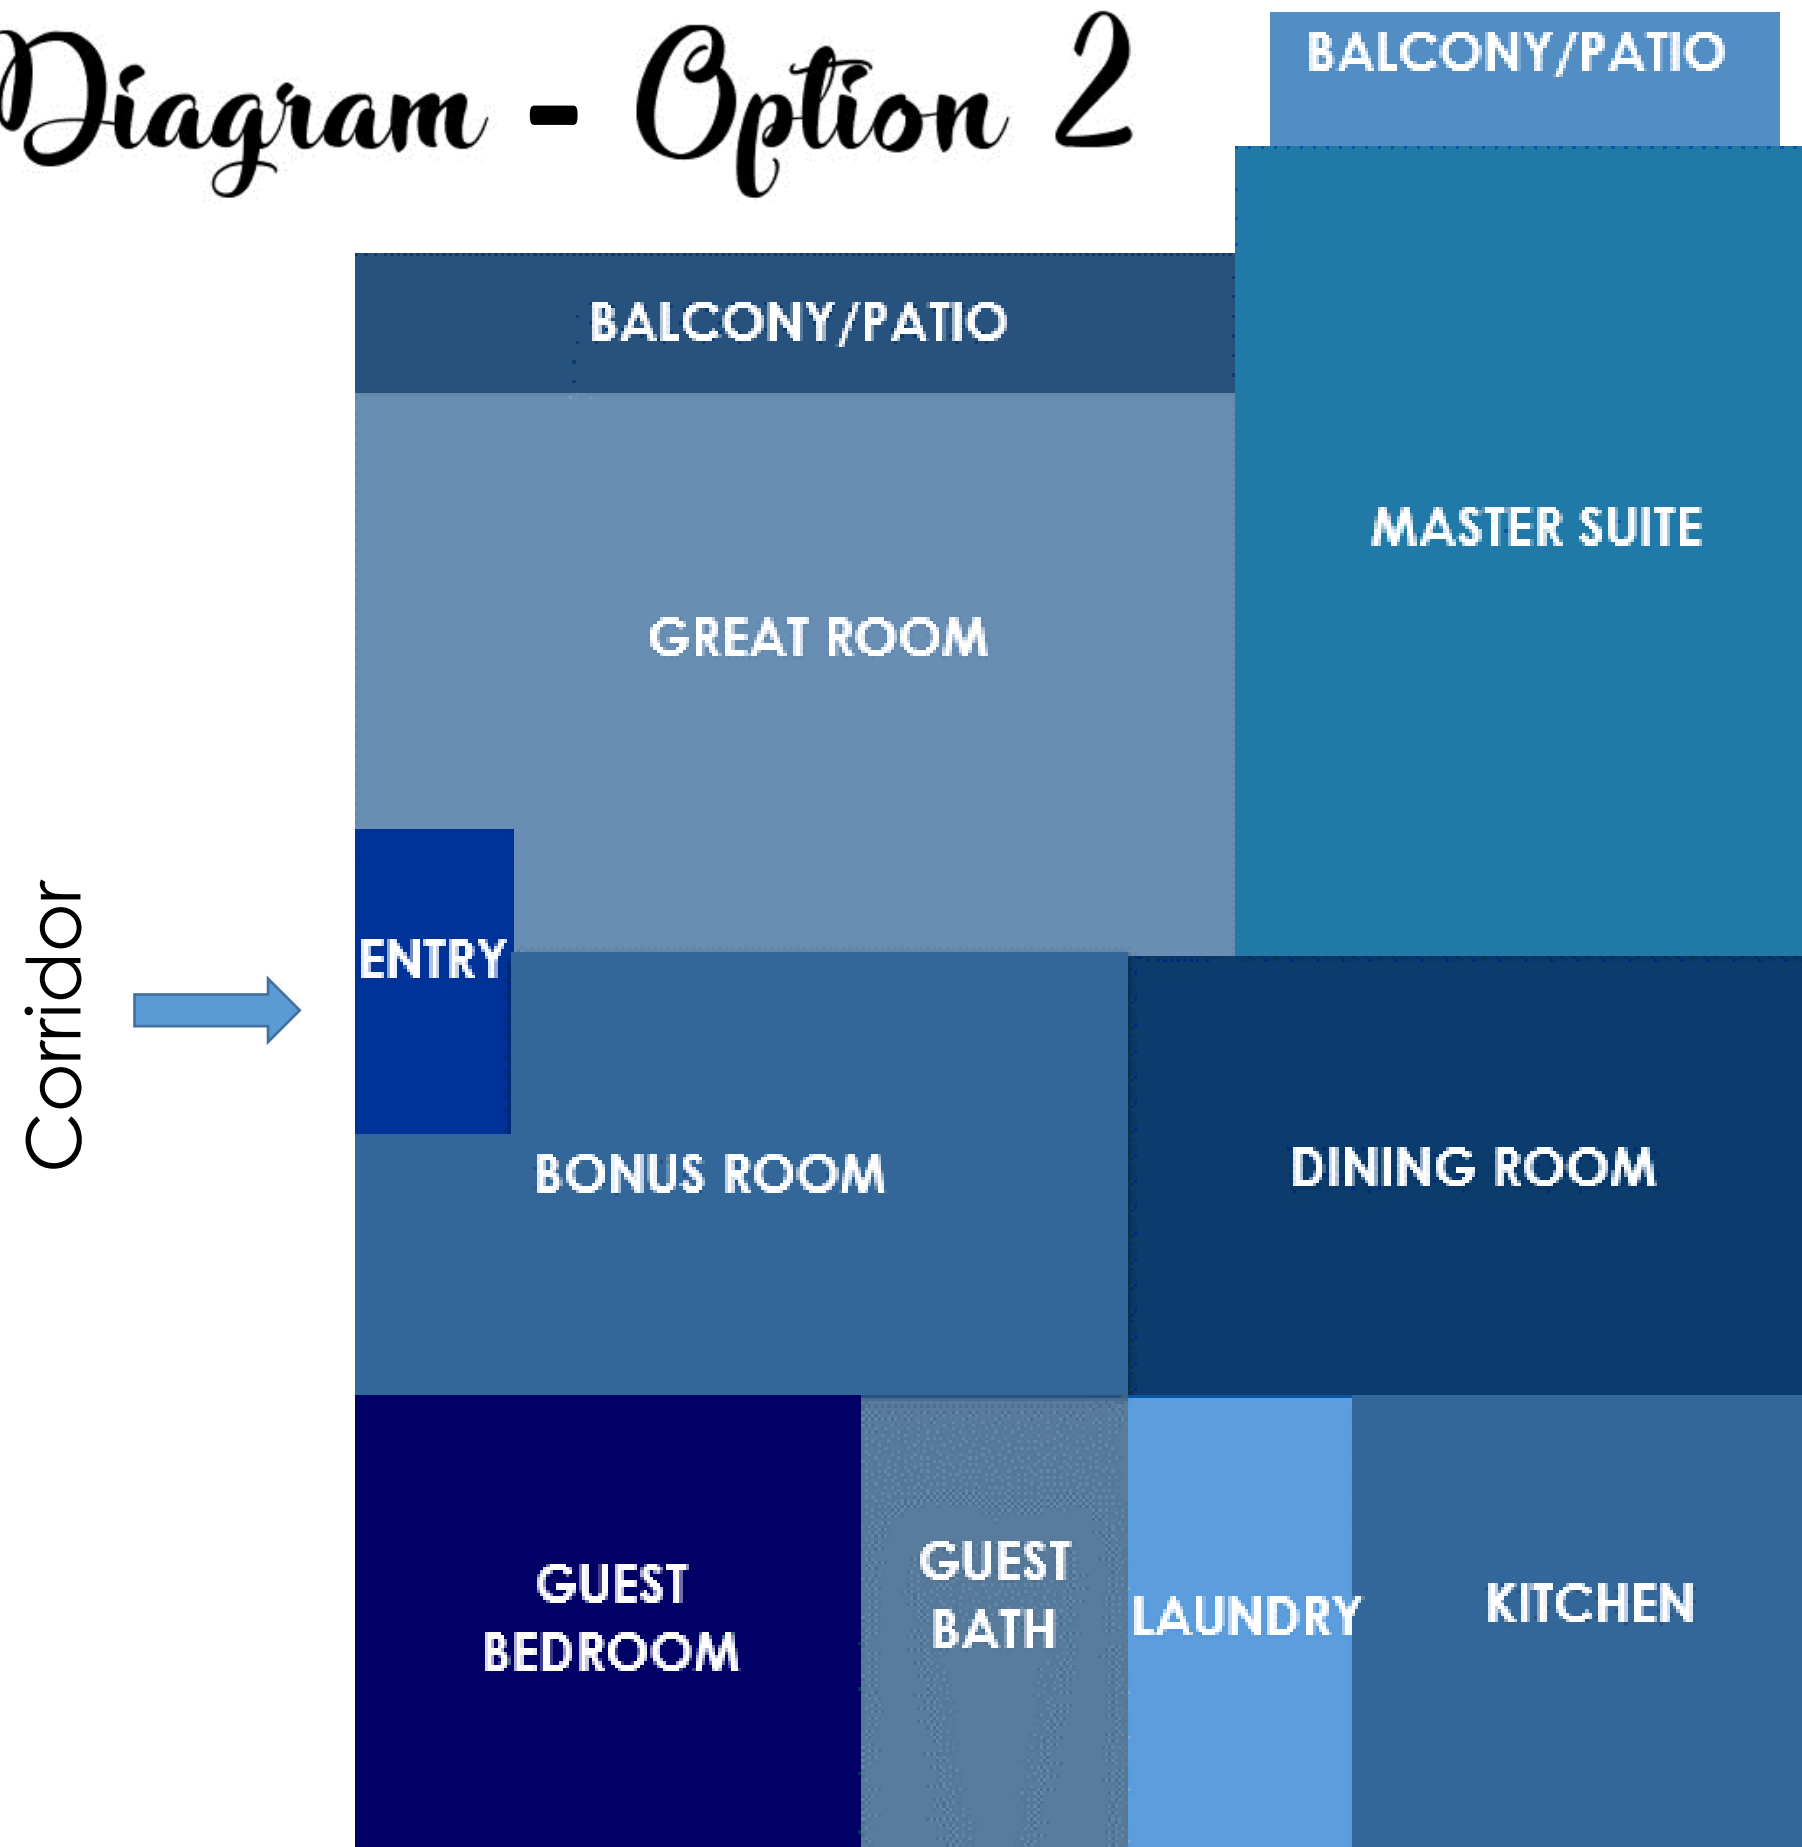 Diagram - Option 2
BALCONY/PATIO
BALCONY/PATIO
MASTER SUITE
GREAT ROOM
Corridor
ENTRY
BONUS ROOM
DINING ROOM
GUEST
BEDROOM
GUEST
BATH
LAUNDRY
KITCHEN